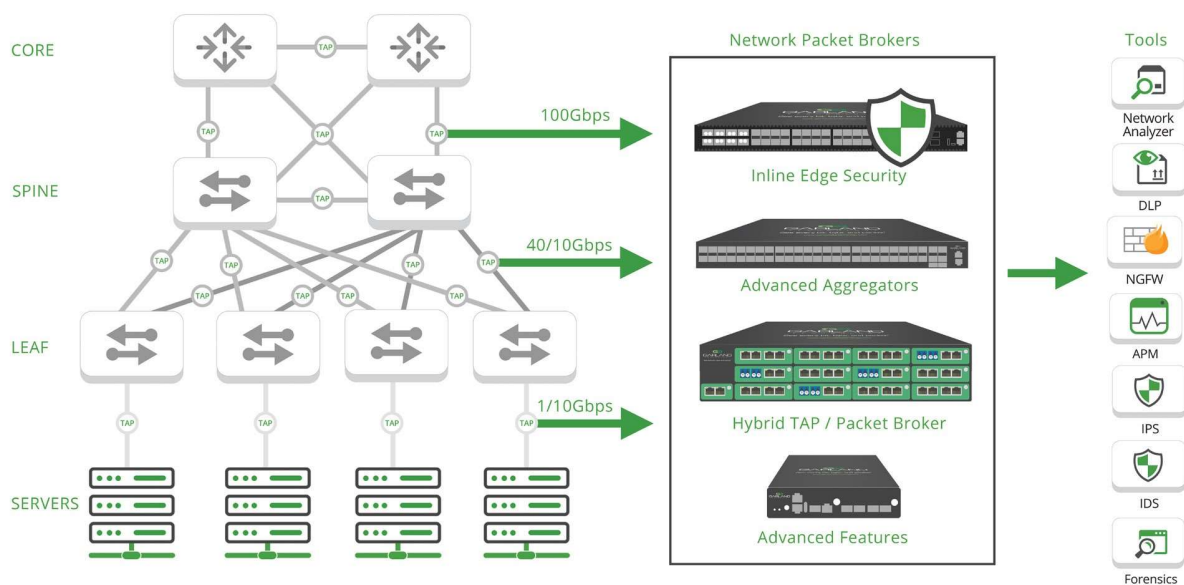 CORE
TAP
Network Packet Brokers
Tools
100Gbps
TAP
TAP
TAP
Network
Analyzer
Inline Edge Security
SPINE
TAP
DLP
40/10Gbps
TAP
TAP
TAP
TAP
NGFW
Advanced Aggregators
TAP
TAP
TAP
TAP
GARLAND
LEAF
APM
1/10Gbps
TAP
TAP
TAP
TAP
Hybrid TAP / Packet Broker
IPS
SERVERS
IDS
Advanced Features
Forensics